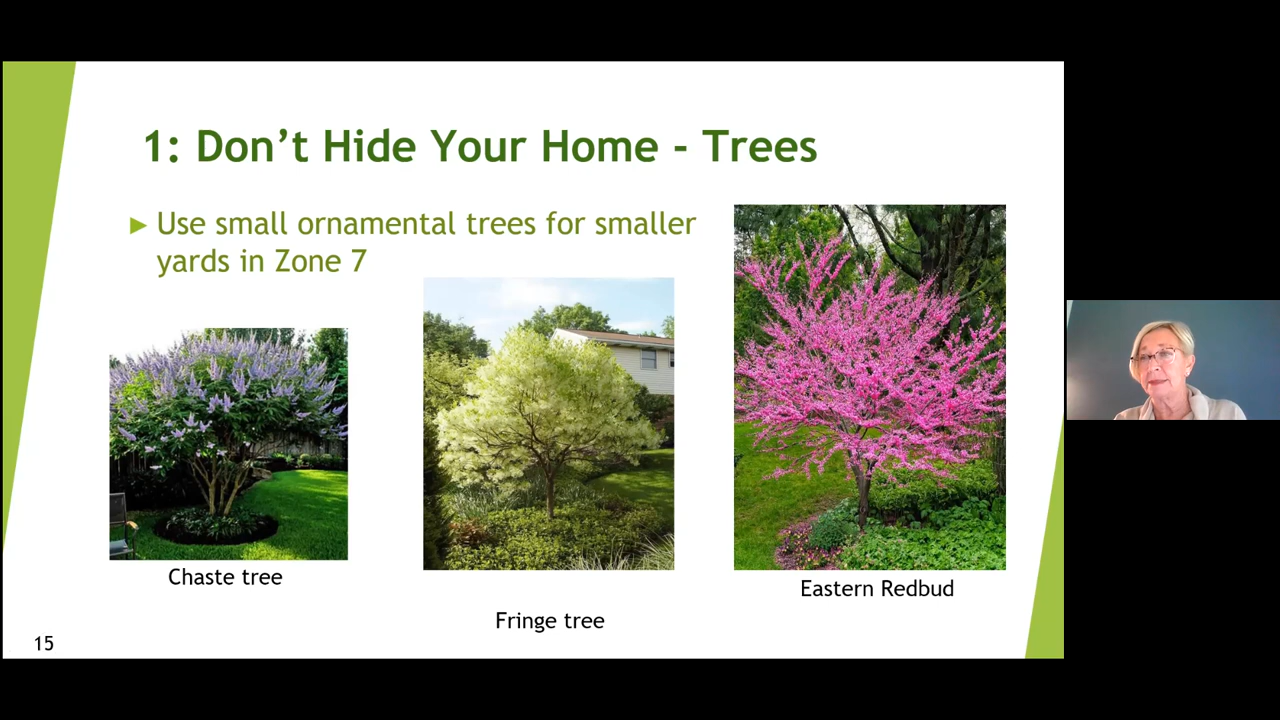 1: Don’t Hide Your Home - Trees
► Use small ornamental trees for smaller
yards in Zone 7
Chaste tree
Fringe tree
Eastern Redbud
15